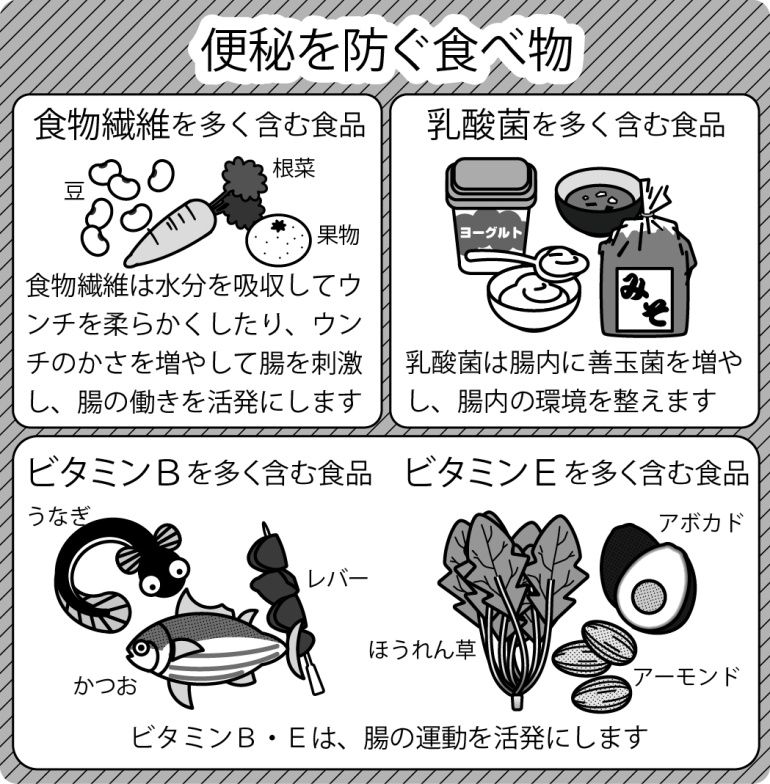 便秘を防ぐ食べ物
食物繊維を多く含む食品
豆
根菜
果物
食物繊維は水分を吸収してウ
ンチを柔らかくしたり、ウン
チのかさを増やして腸を刺激
し、腸の働きを活発にします
乳酸菌を多く含む食品
ヨーグルト
みそ
乳酸菌は腸内に善玉菌を増や
し、腸内の環境を整えます
ビタミンBを多く含む食品
うなぎ
レバー
かつお
ビタミンEを多く含む食品
アボカド
ほうれん草
アーモンド
ビタミンB・Eは、腸の運動を活発にします